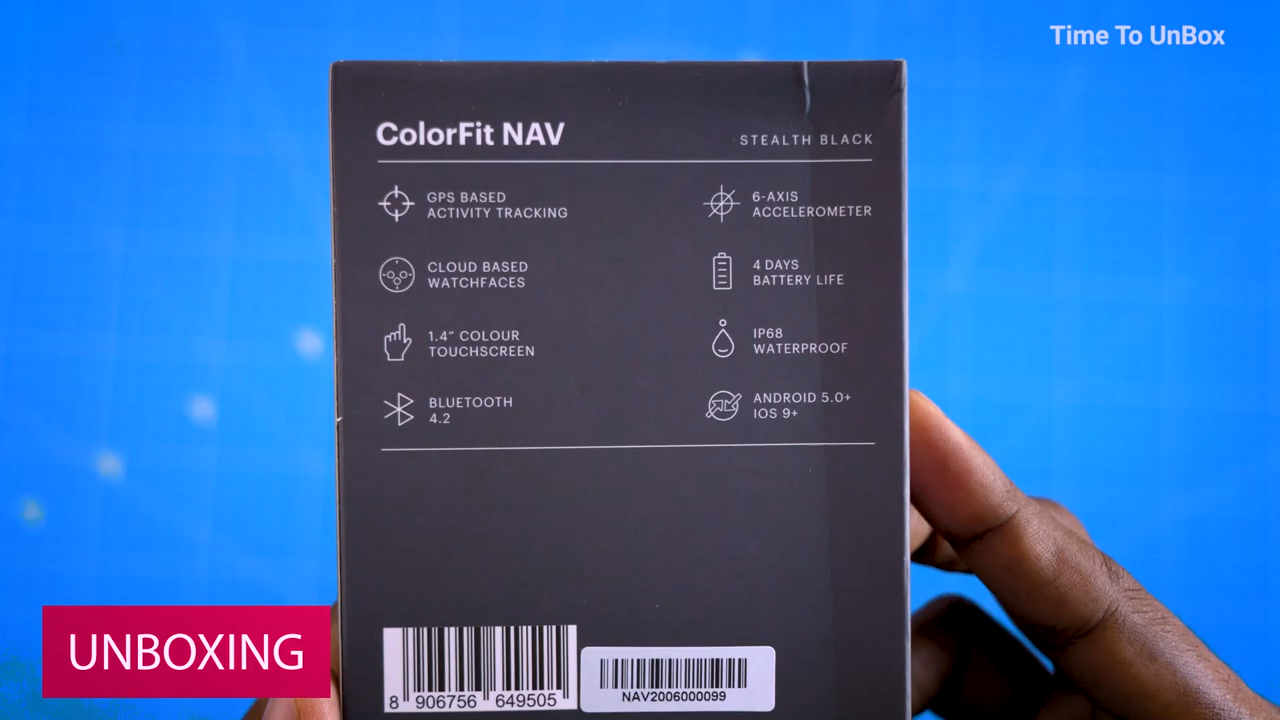 Time To UnBox
ColorFit NAV
STEALTH BLACK
GPS BASED
ACTIVITY TRACKING
6-AXIS
ACCELEROMETER
CLOUD BASED
WATCHFACES
4 DAYS
BATTERY LIFE
1.4” COLOUR
TOUCHSCREEN
IP68
WATERPROOF
BLUETOOTH
4.2
ANDROID 5.0+
IOS 9+
UNBOXING
8 906756 649505
NAV2006000099